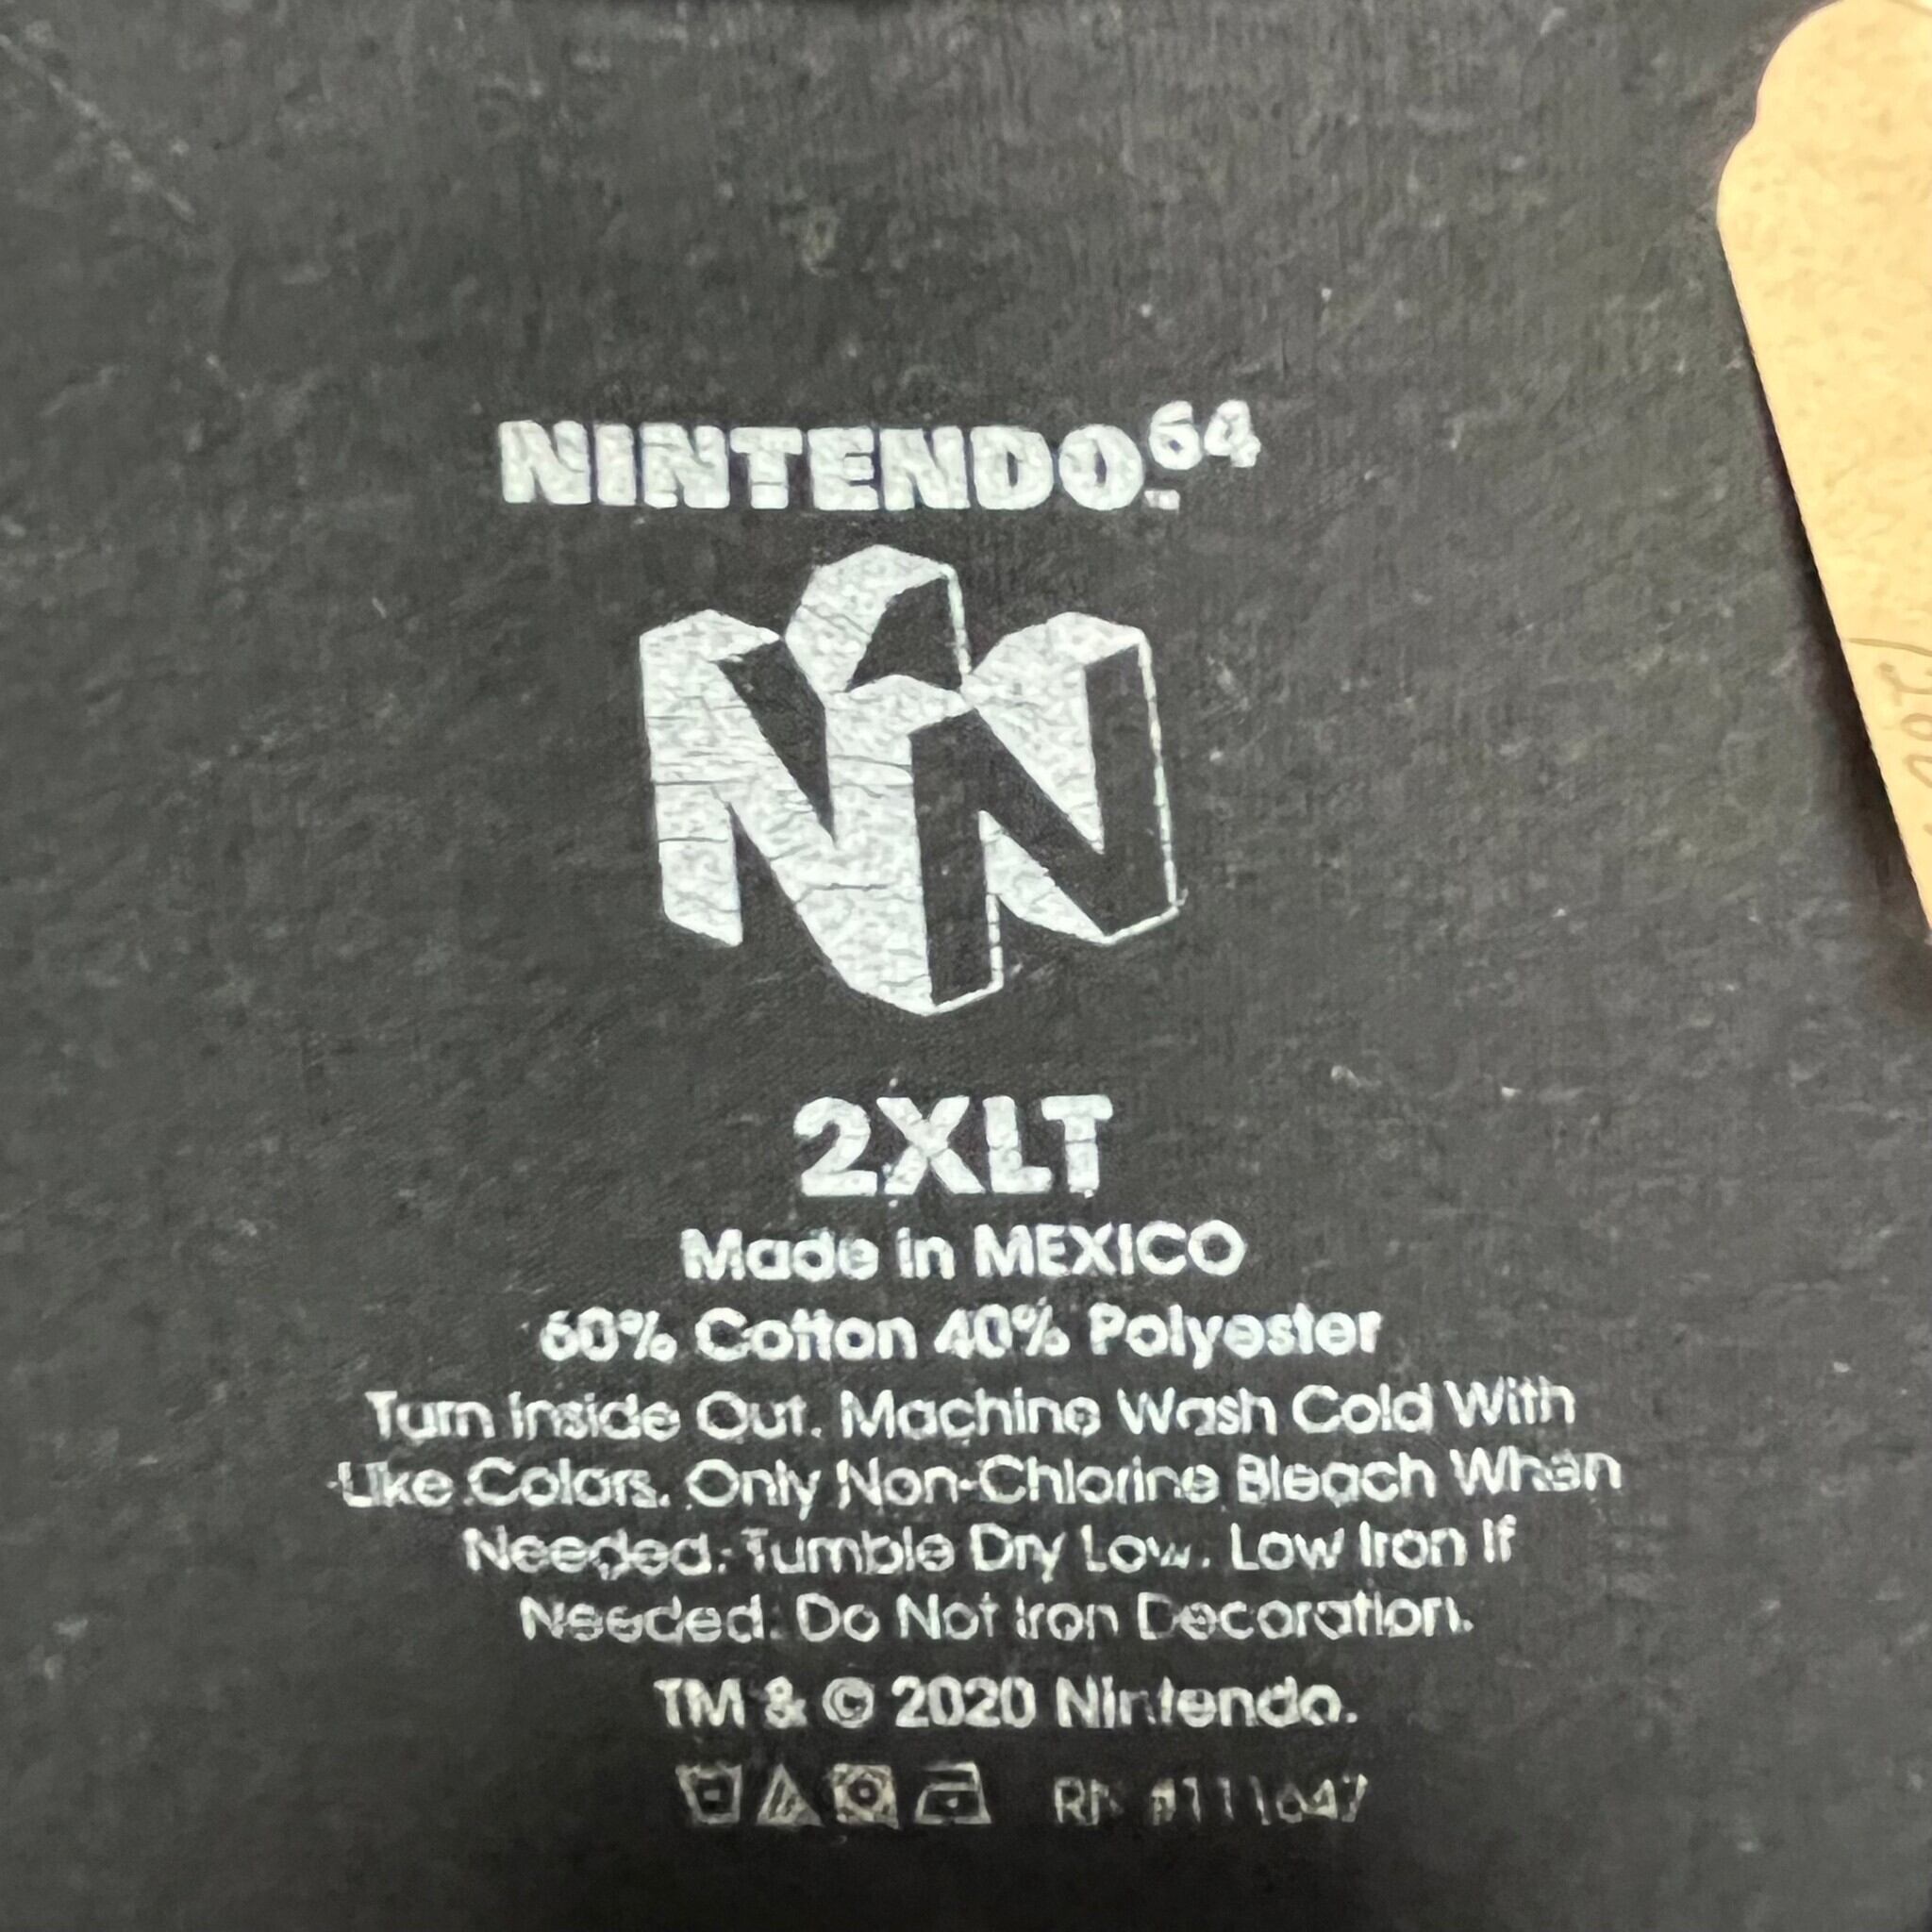 NINTENDO64™
2XLT
Made in MEXICO
60% Cotton 40% Polyester
Turn Inside Out. Machine Wash Cold With
Like Colors. Only Non-Chlorine Bleach When
Needed. Tumble Dry Low. Low Iron If
Needed. Do Not Iron Decoration.
TM & © 2020 Nintendo.
RN #111647